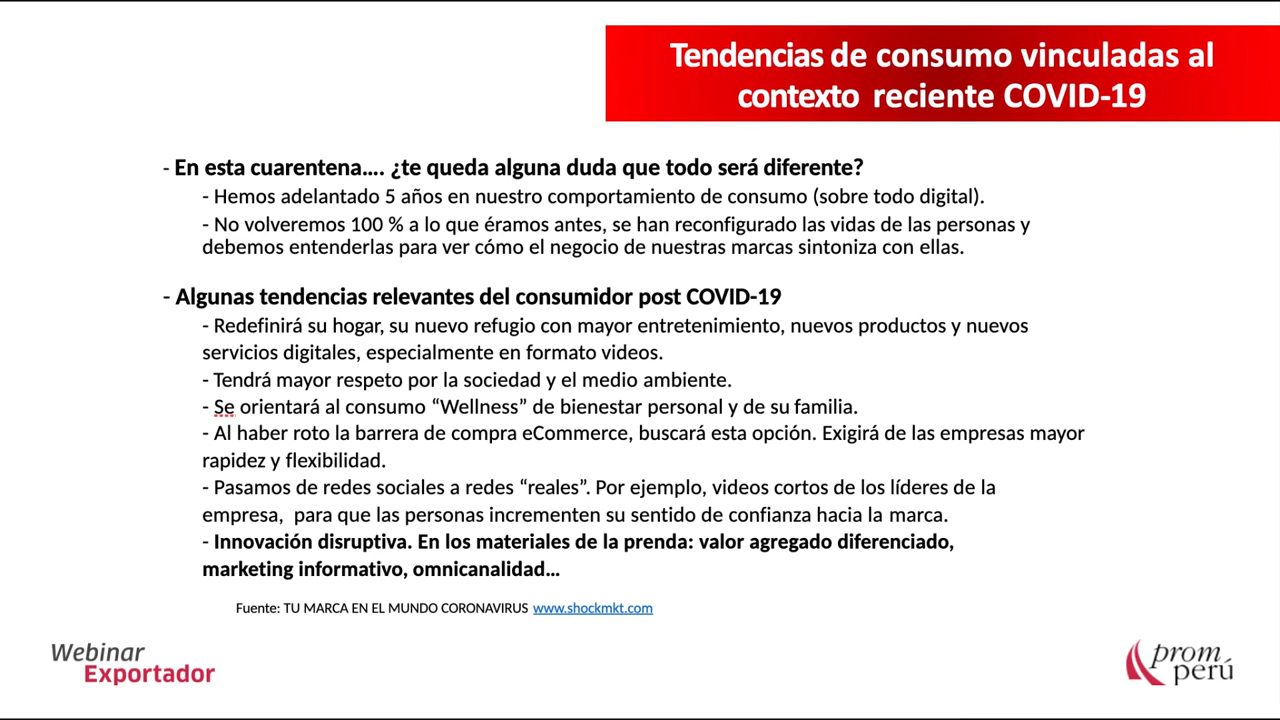 Tendencias de consumo vinculadas al
contexto reciente COVID-19
- En esta cuarentena.... ¿te queda alguna duda que todo será diferente?
- Hemos adelantado 5 años en nuestro comportamiento de consumo (sobre todo digital).
- No volveremos 100 % a lo que éramos antes, se han reconfigurado las vidas de las personas y
debemos entenderlas para ver cómo el negocio de nuestras marcas sintoniza con ellas.
- Algunas tendencias relevantes del consumidor post COVID-19
- Redefinirá su hogar, su nuevo refugio con mayor entretenimiento, nuevos productos y nuevos
servicios digitales, especialmente en formato videos.
- Tendrá mayor respeto por la sociedad y el medio ambiente.
- Se orientará al consumo “Wellness” de bienestar personal y de su familia.
- Al haber roto la barrera de compra eCommerce, buscará esta opción. Exigirá de las empresas mayor
rapidez y flexibilidad.
- Pasamos de redes sociales a redes “reales”. Por ejemplo, videos cortos de los líderes de la
empresa,  para que las personas incrementen su sentido de confianza hacia la marca.
- Innovación disruptiva. En los materiales de la prenda: valor agregado diferenciado,
marketing informativo, omnicanalidad…
Fuente: TU MARCA EN EL MUNDO CORONAVIRUS www.shockmkt.com
Webinar
Exportador
prom
perú